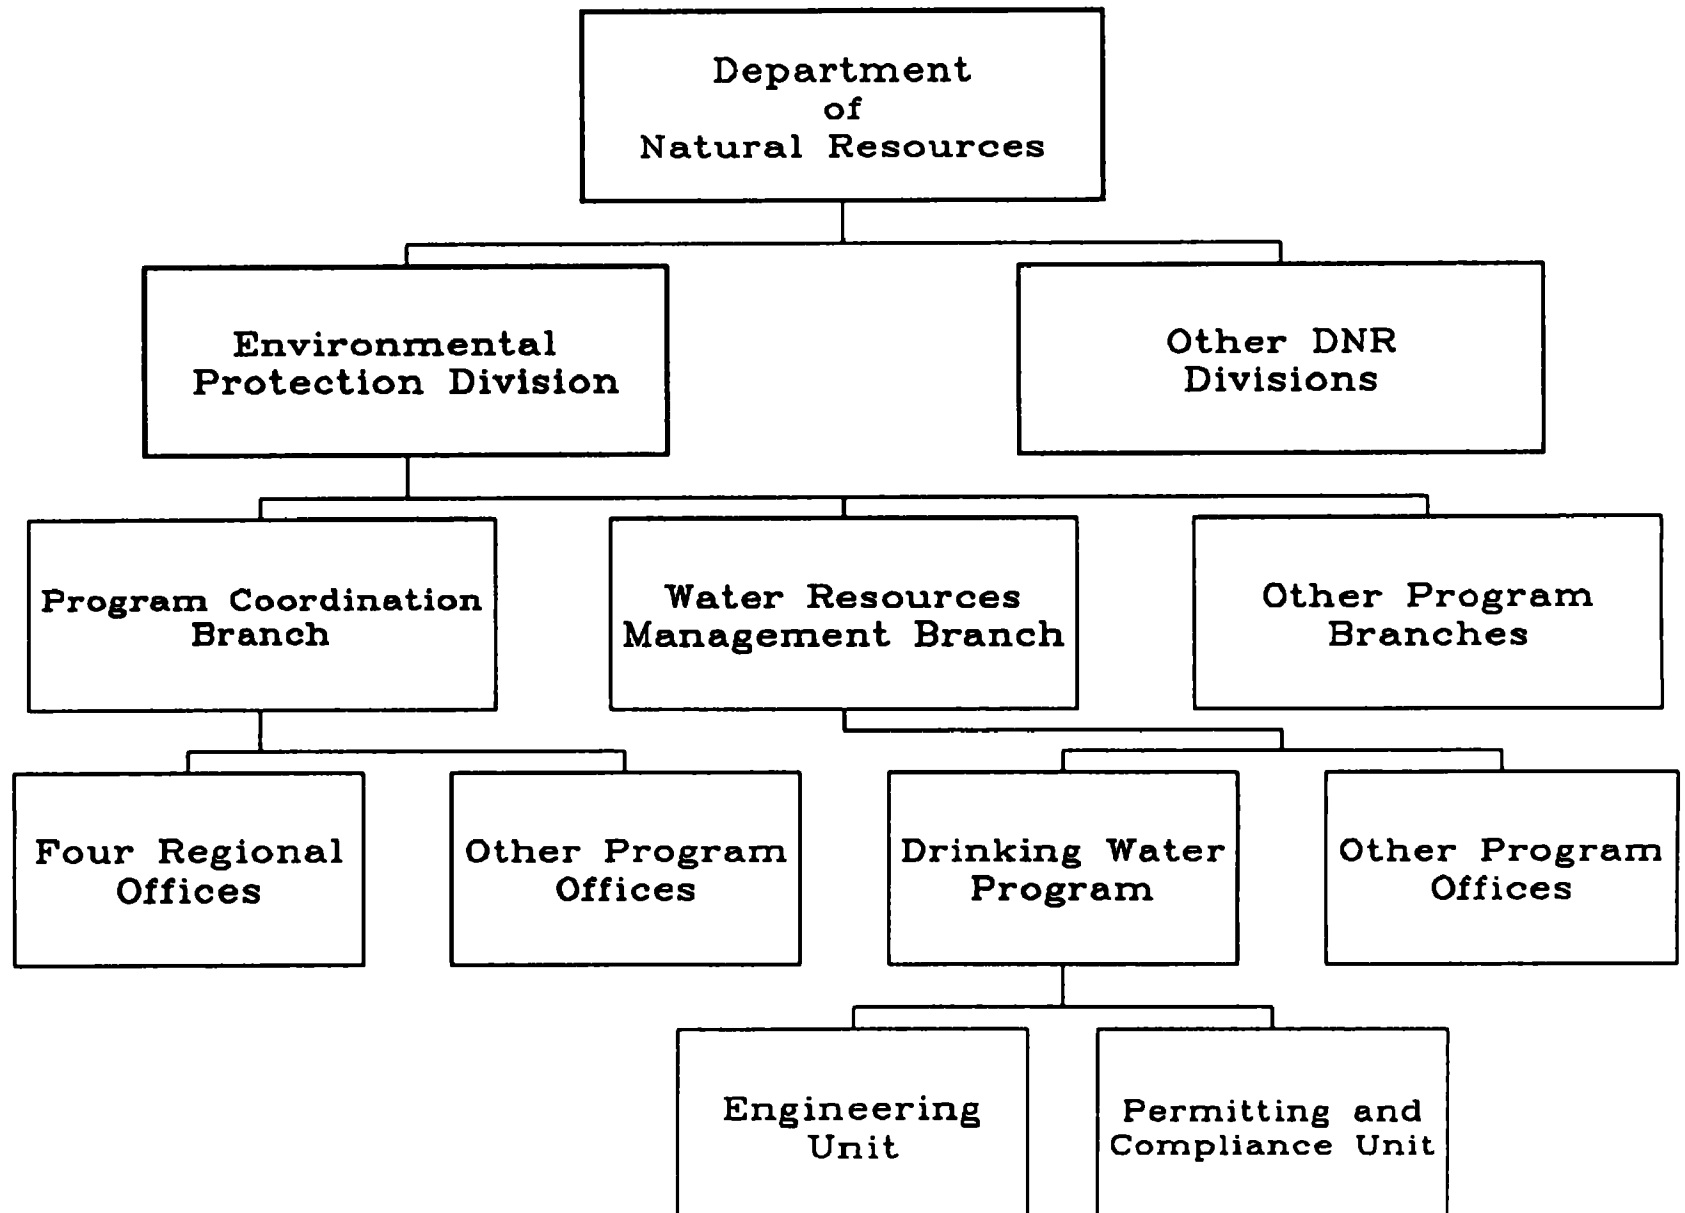 Department
of
Natural Resources
Environmental
Protection Division
Other DNR
Divisions
Program Coordination
Branch
Water Resources
Management Branch
Other Program
Branches
Four Regional
Offices
Other Program
Offices
Drinking Water
Program
Other Program
Offices
Engineering
Unit
Permitting and
Compliance Unit